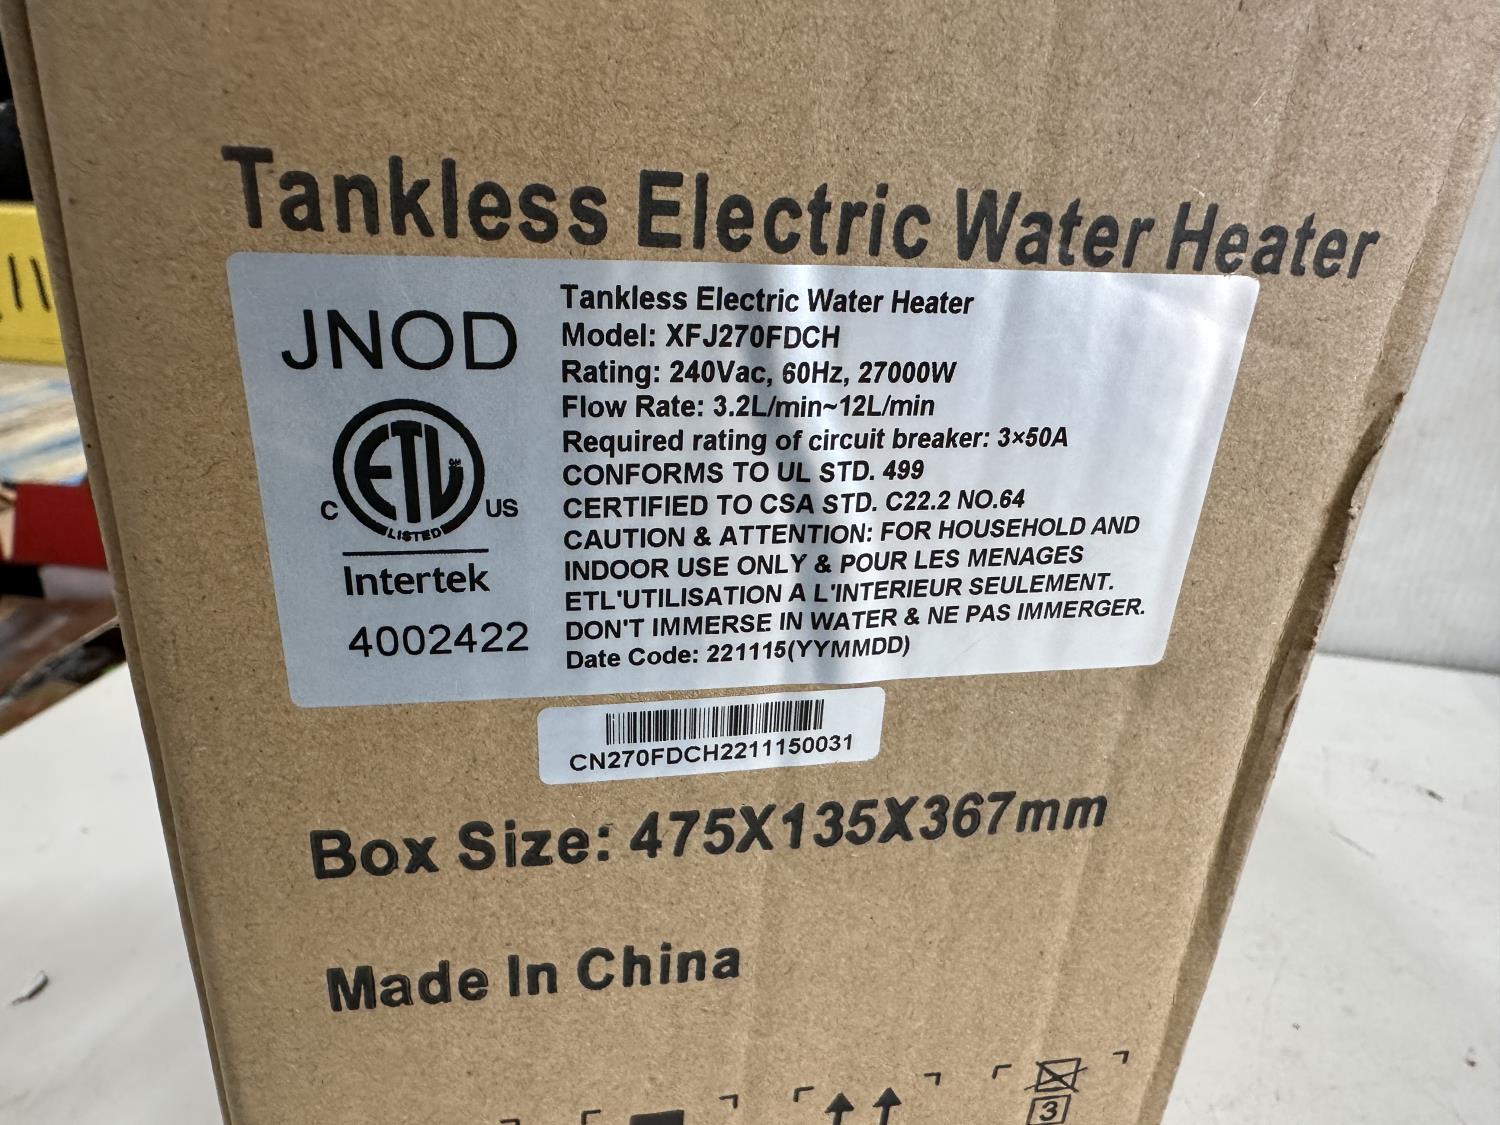 Tankless Electric Water Heater
JNOD
C
ETL
CM
US
LISTED
Intertek
4002422
Tankless Electric Water Heater
Model: XFJ270FDCH
Rating: 240Vac, 60Hz, 27000W
Flow Rate: 3.2L/min~12L/min
Required rating of circuit breaker: 3×50A
CONFORMS TO UL STD. 499
CERTIFIED TO CSA STD. C22.2 NO.64
CAUTION & ATTENTION: FOR HOUSEHOLD AND
INDOOR USE ONLY & POUR LES MENAGES
ETL'UTILISATION A L'INTERIEUR SEULEMENT.
DON'T IMMERSE IN WATER & NE PAS IMMERGER.
Date Code: 221115(YYMMDD)
CN270FDCH2211150031
Box Size: 475X135X367mm
Made In China
3
11